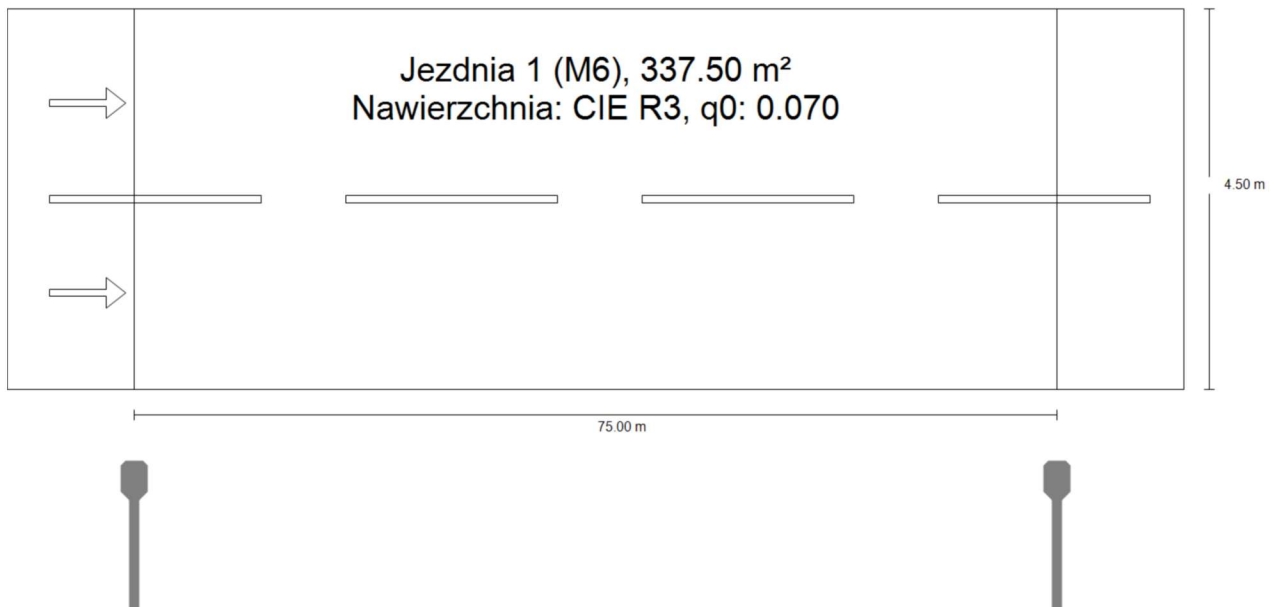 Jezdnia 1 (M6), 337.50 m²
Nawierzchnia: CIE R3, q0: 0.070
4.50 m
75.00 m